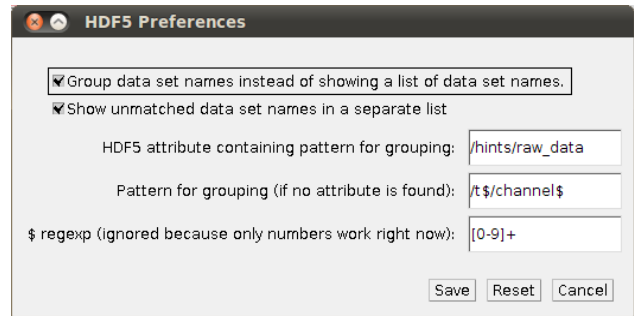 HDF5 Preferences
Group data set names instead of showing a list of data set names.
Show unmatched data set names in a separate list
HDF5 attribute containing pattern for grouping: /hints/raw_data
Pattern for grouping (if no attribute is found): /t$/channel$
$ regexp (ignored because only numbers work right now): [0-9]+
Save Reset Cancel